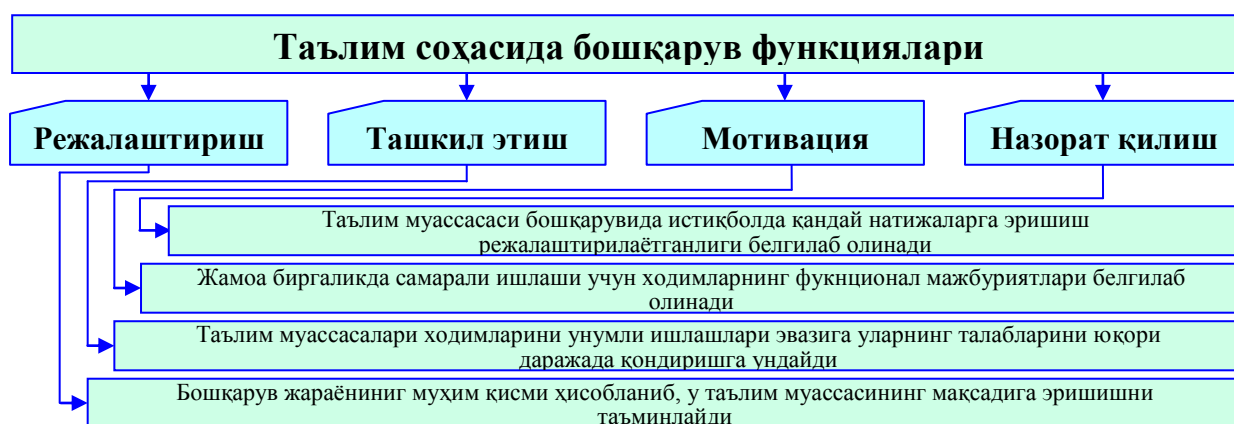 Таълим соҳасида бошқарув функциялари
Режалаштириш
Ташкил этиш
Мотивация
Назорат қилиш
Таълим муассасаси бошқарувида истиқболда қандай натижаларга эришиш
режалаштирилаётганлиги белгилаб олинади
Жамоа биргаликда самарали ишлаши учун ходимларнинг фукнционал мажбуриятлари белгилаб
олинади
Таълим муассасалари ходимларини унумли ишлашлари эвазига уларнинг талабларини юқори
даражада қондиришга ундайди
Бошқарув жараёнининг муҳим қисми ҳисобланиб, у таълим муассасининг мақсадига эришишни
таъминлайди